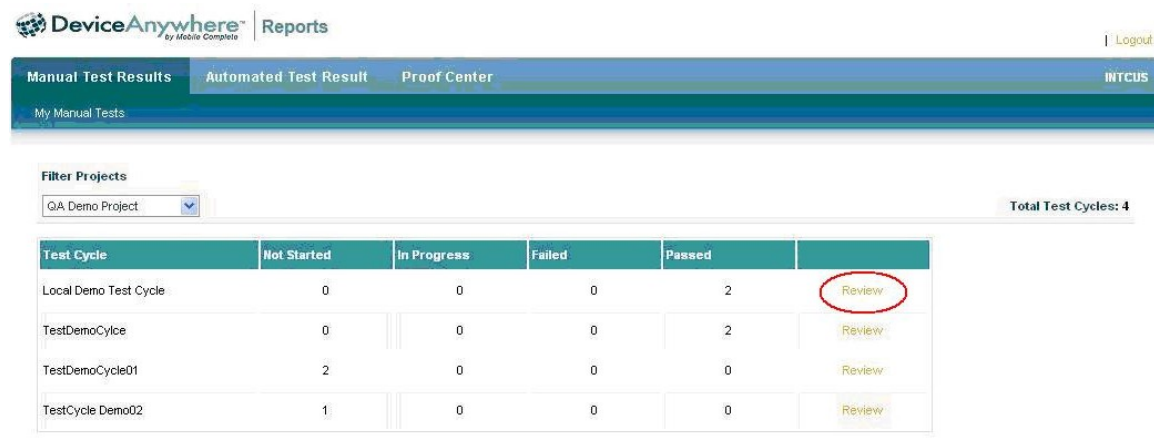 DeviceAnywhere™ | Reports
by Mobile Complete
| Logout
Manual Test Results Automated Test Result Proof Center INTCUS
My Manual Tests
Filter Projects
QA Demo Project Total Test Cycles: 4
Test Cycle Not Started In Progress Failed Passed
Local Demo Test Cycle 0 0 0 2 Review
TestDemoCylce 0 0 0 2 Review
TestDemoCycle01 2 0 0 0 Review
TestCycle Demo02 1 0 0 0 Review